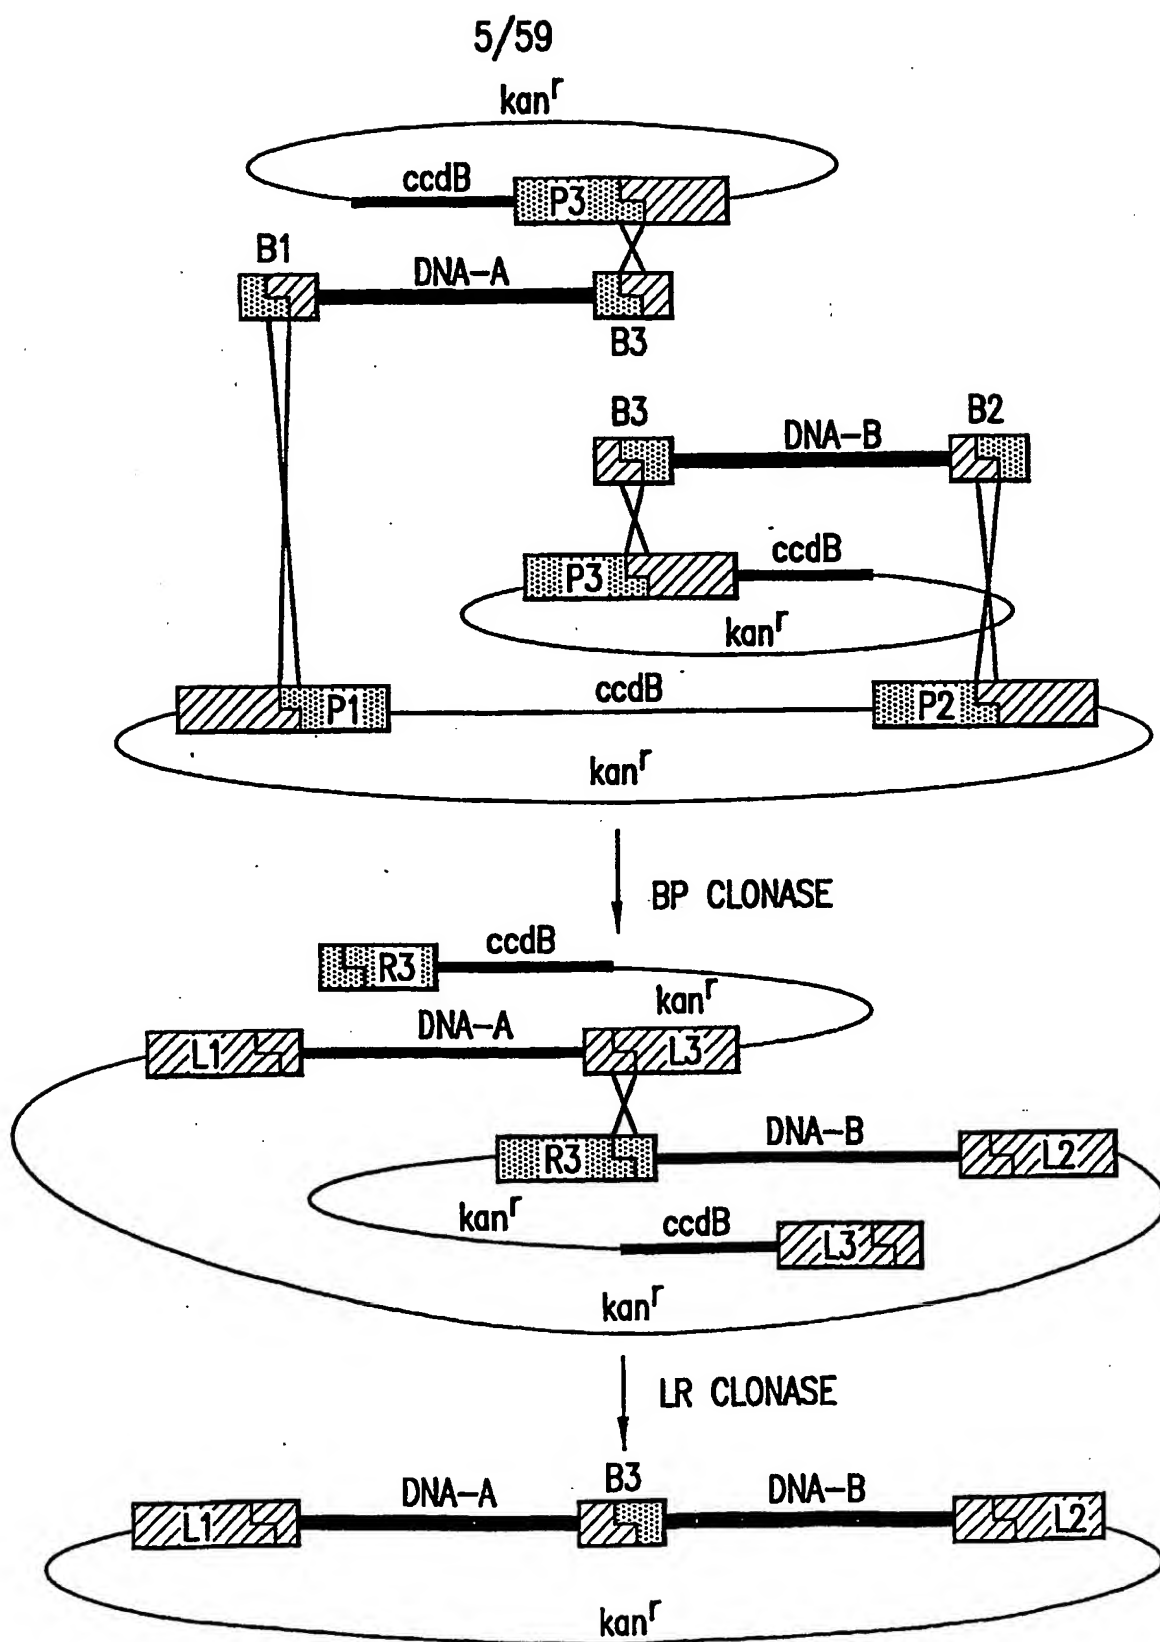 5/59
kanʳ
ccdB
P3
B1
DNA-A
B3
B3
DNA-B
B2
P3
ccdB
kanʳ
P1
ccdB
P2
kanʳ
BP CLONASE
R3
ccdB
kanʳ
L1
DNA-A
L3
R3
DNA-B
L2
kanʳ
ccdB
L3
kanʳ
LR CLONASE
L1
DNA-A
B3
DNA-B
L2
kanʳ